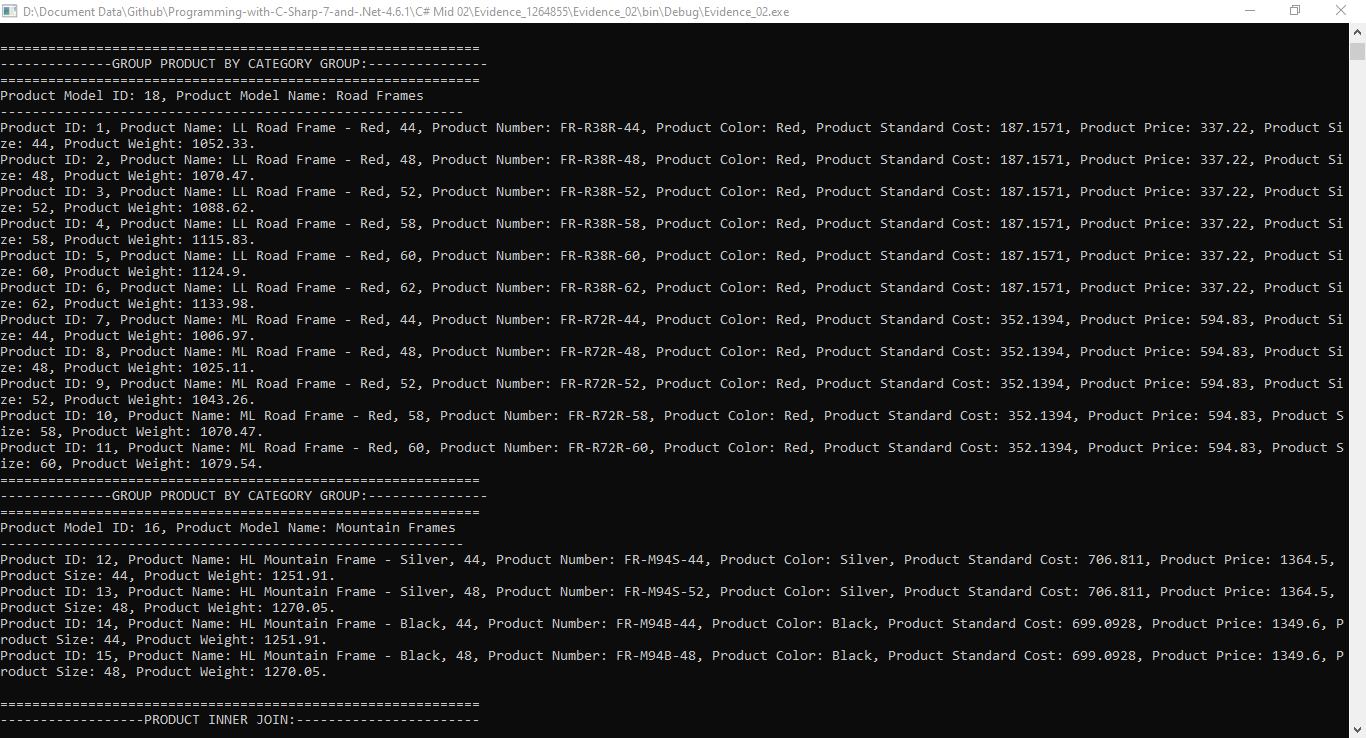 D:\Document Data\Github\Programming-with-C-Sharp-7-and-.Net-4.6.1\C# Mid 02\Evidence_1264855\Evidence_02\bin\Debug\Evidence_02.exe
============================================================
--------------GROUP PRODUCT BY CATEGORY GROUP:---------------
============================================================
Product Model ID: 18, Product Model Name: Road Frames
----------------------------------------------------------
Product ID: 1, Product Name: LL Road Frame - Red, 44, Product Number: FR-R38R-44, Product Color: Red, Product Standard Cost: 187.1571, Product Price: 337.22, Product Si
ze: 44, Product Weight: 1052.33.
Product ID: 2, Product Name: LL Road Frame - Red, 48, Product Number: FR-R38R-48, Product Color: Red, Product Standard Cost: 187.1571, Product Price: 337.22, Product Si
ze: 48, Product Weight: 1070.47.
Product ID: 3, Product Name: LL Road Frame - Red, 52, Product Number: FR-R38R-52, Product Color: Red, Product Standard Cost: 187.1571, Product Price: 337.22, Product Si
ze: 52, Product Weight: 1088.62.
Product ID: 4, Product Name: LL Road Frame - Red, 58, Product Number: FR-R38R-58, Product Color: Red, Product Standard Cost: 187.1571, Product Price: 337.22, Product Si
ze: 58, Product Weight: 1115.83.
Product ID: 5, Product Name: LL Road Frame - Red, 60, Product Number: FR-R38R-60, Product Color: Red, Product Standard Cost: 187.1571, Product Price: 337.22, Product Si
ze: 60, Product Weight: 1124.9.
Product ID: 6, Product Name: LL Road Frame - Red, 62, Product Number: FR-R38R-62, Product Color: Red, Product Standard Cost: 187.1571, Product Price: 337.22, Product Si
ze: 62, Product Weight: 1133.98.
Product ID: 7, Product Name: ML Road Frame - Red, 44, Product Number: FR-R72R-44, Product Color: Red, Product Standard Cost: 352.1394, Product Price: 594.83, Product Si
ze: 44, Product Weight: 1006.97.
Product ID: 8, Product Name: ML Road Frame - Red, 48, Product Number: FR-R72R-48, Product Color: Red, Product Standard Cost: 352.1394, Product Price: 594.83, Product Si
ze: 48, Product Weight: 1025.11.
Product ID: 9, Product Name: ML Road Frame - Red, 52, Product Number: FR-R72R-52, Product Color: Red, Product Standard Cost: 352.1394, Product Price: 594.83, Product Si
ze: 52, Product Weight: 1043.26.
Product ID: 10, Product Name: ML Road Frame - Red, 58, Product Number: FR-R72R-58, Product Color: Red, Product Standard Cost: 352.1394, Product Price: 594.83, Product S
ize: 58, Product Weight: 1070.47.
Product ID: 11, Product Name: ML Road Frame - Red, 60, Product Number: FR-R72R-60, Product Color: Red, Product Standard Cost: 352.1394, Product Price: 594.83, Product S
ize: 60, Product Weight: 1079.54.
============================================================
--------------GROUP PRODUCT BY CATEGORY GROUP:---------------
============================================================
Product Model ID: 16, Product Model Name: Mountain Frames
----------------------------------------------------------
Product ID: 12, Product Name: HL Mountain Frame - Silver, 44, Product Number: FR-M94S-44, Product Color: Silver, Product Standard Cost: 706.811, Product Price: 1364.5,
Product Size: 44, Product Weight: 1251.91.
Product ID: 13, Product Name: HL Mountain Frame - Silver, 48, Product Number: FR-M94S-52, Product Color: Silver, Product Standard Cost: 706.811, Product Price: 1364.5,
Product Size: 48, Product Weight: 1270.05.
Product ID: 14, Product Name: HL Mountain Frame - Black, 44, Product Number: FR-M94B-44, Product Color: Black, Product Standard Cost: 699.0928, Product Price: 1349.6, P
roduct Size: 44, Product Weight: 1251.91.
Product ID: 15, Product Name: HL Mountain Frame - Black, 48, Product Number: FR-M94B-48, Product Color: Black, Product Standard Cost: 699.0928, Product Price: 1349.6, P
roduct Size: 48, Product Weight: 1270.05.
============================================================
------------------PRODUCT INNER JOIN:-----------------------